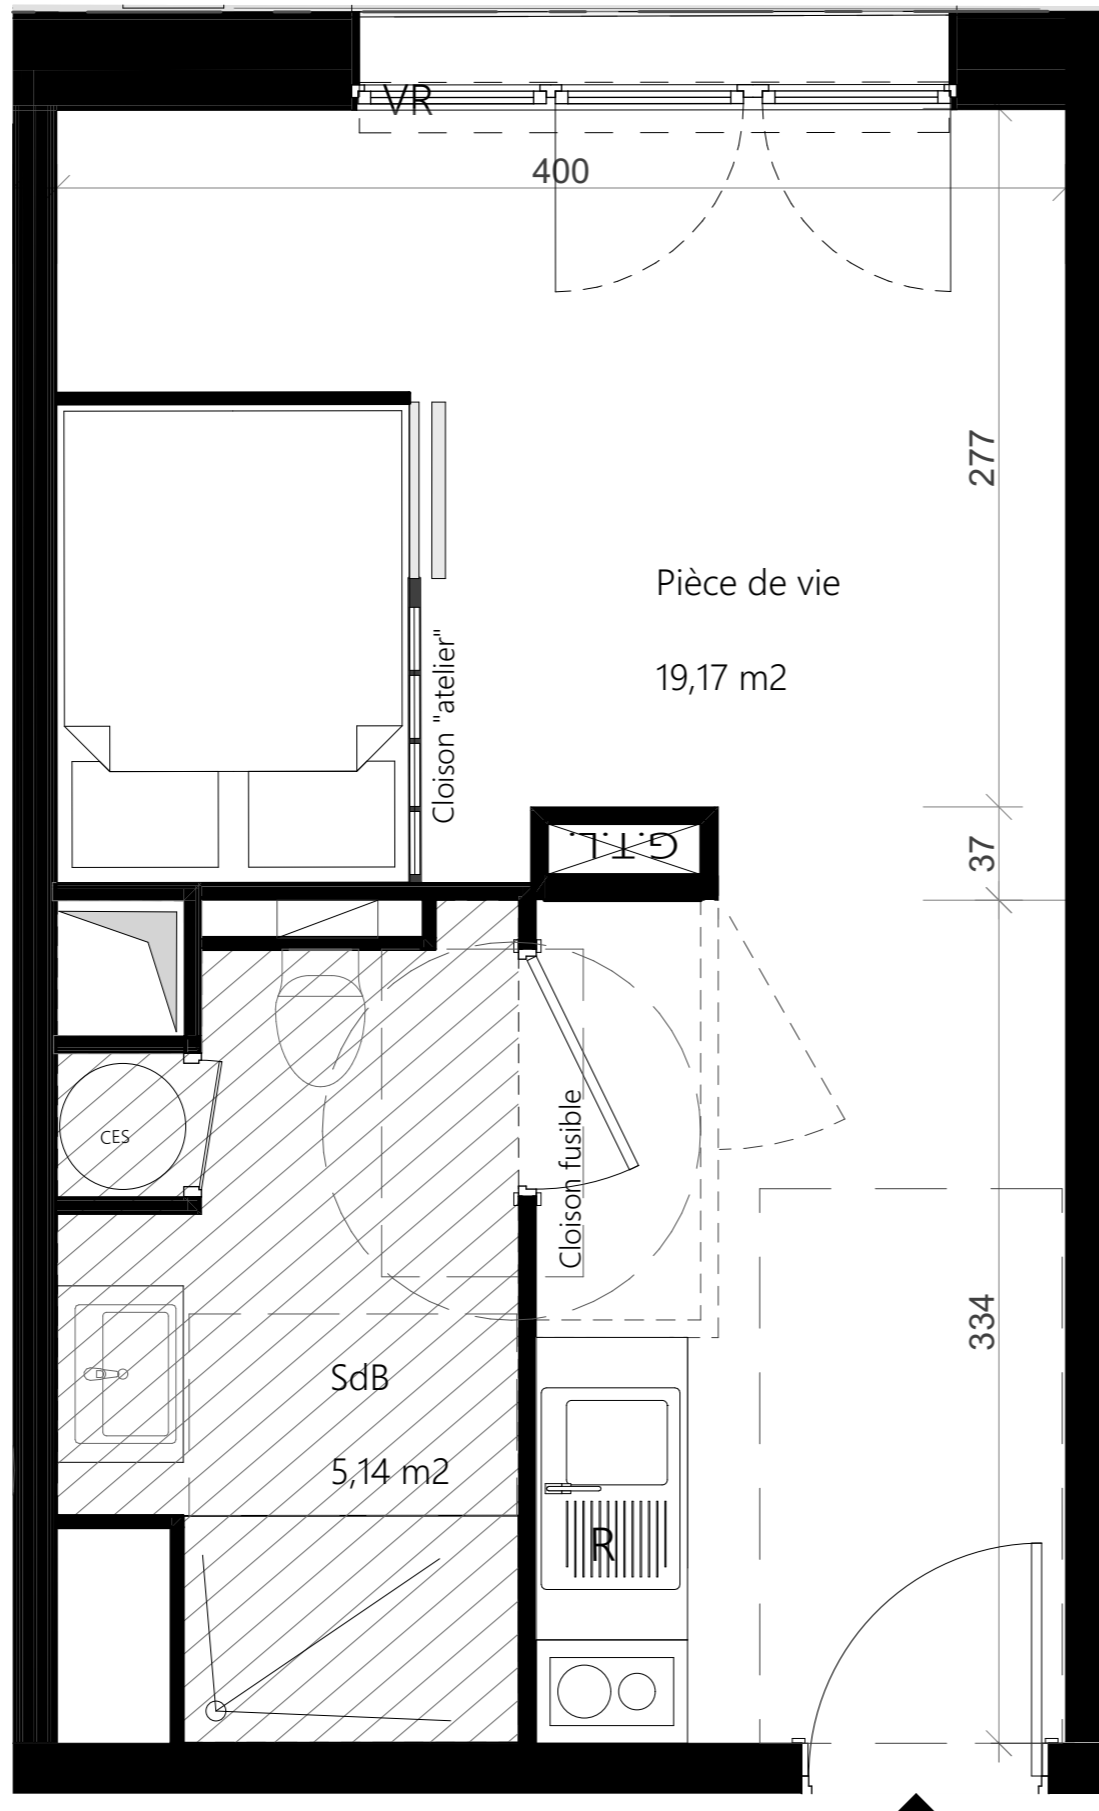 VR
400
277
Pièce de vie
19,17 m2
Cloison "atelier"
G.T.L.
37
CES
Cloison fusible
334
SdB
5,14 m2
R